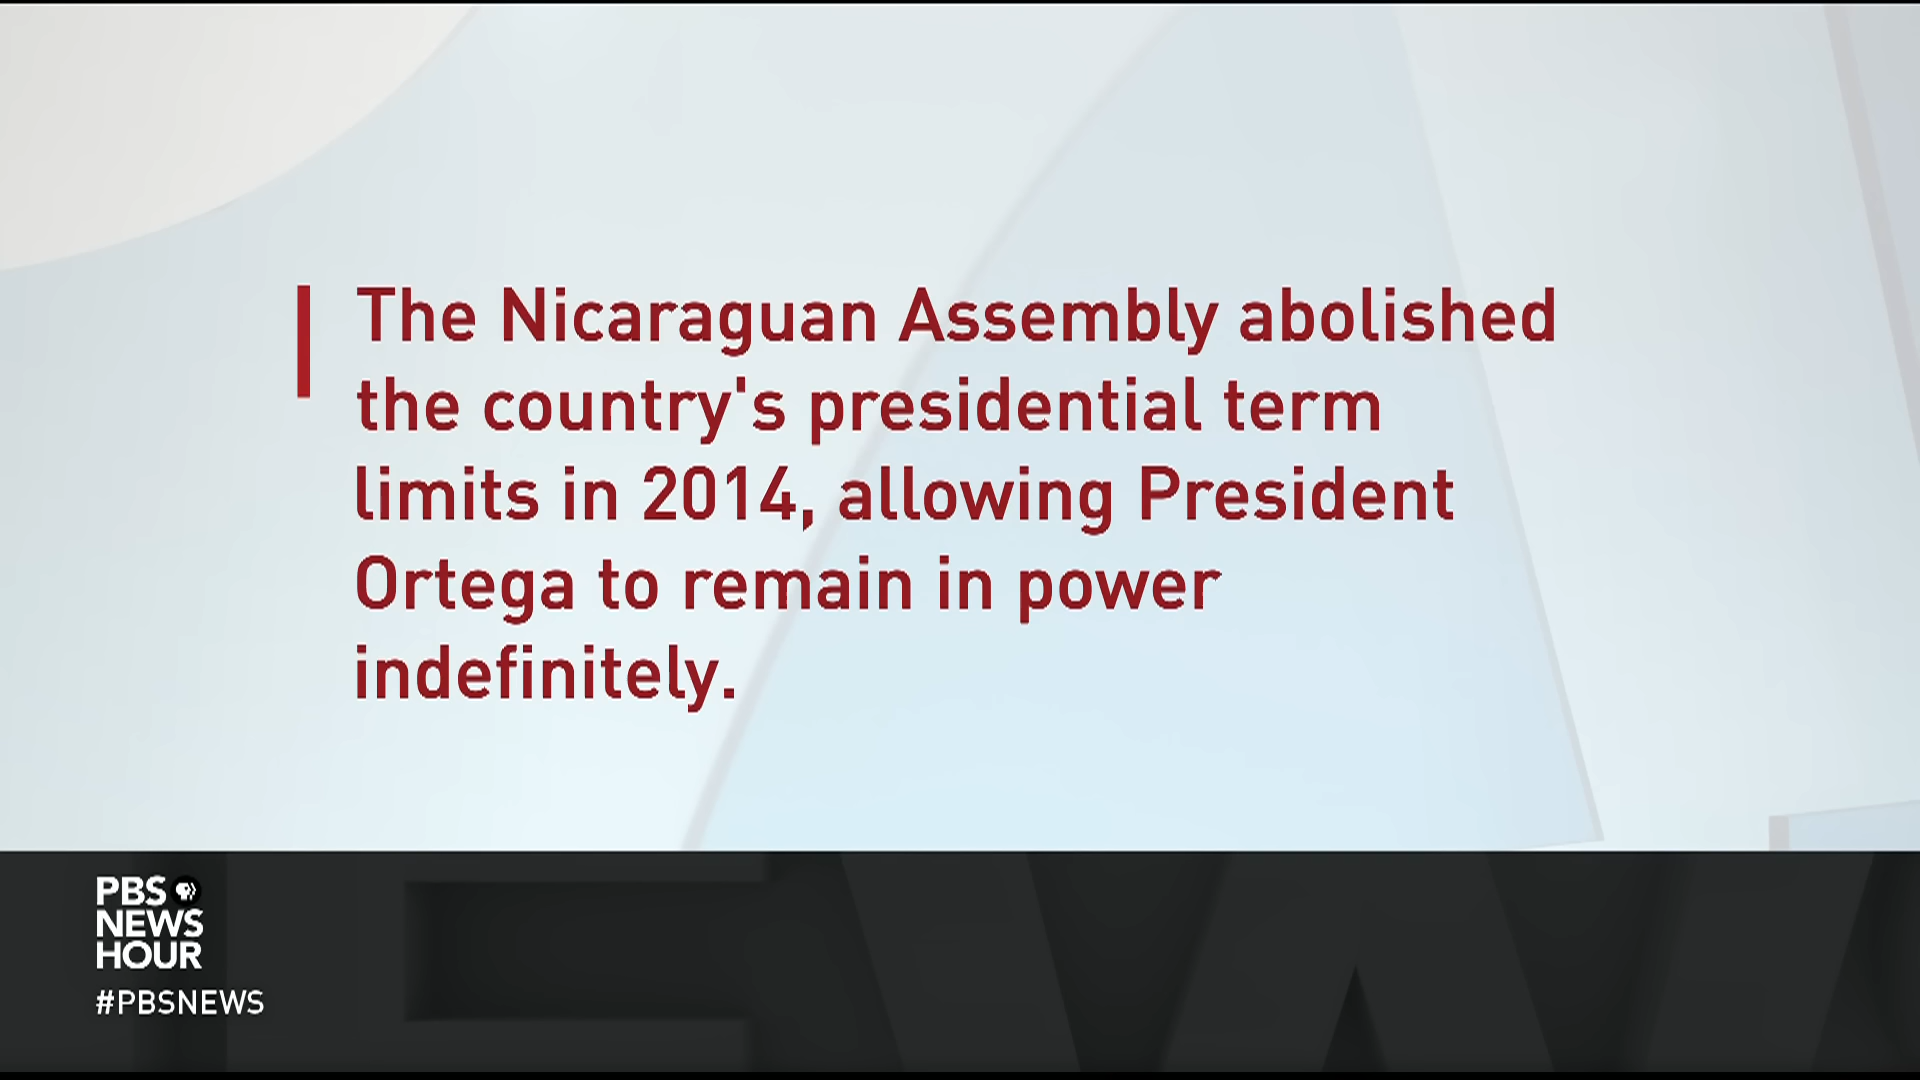 The Nicaraguan Assembly abolished
the country's presidential term
limits in 2014, allowing President
Ortega to remain in power
indefinitely.
PBS
NEWS
HOUR
#PBSNEWS